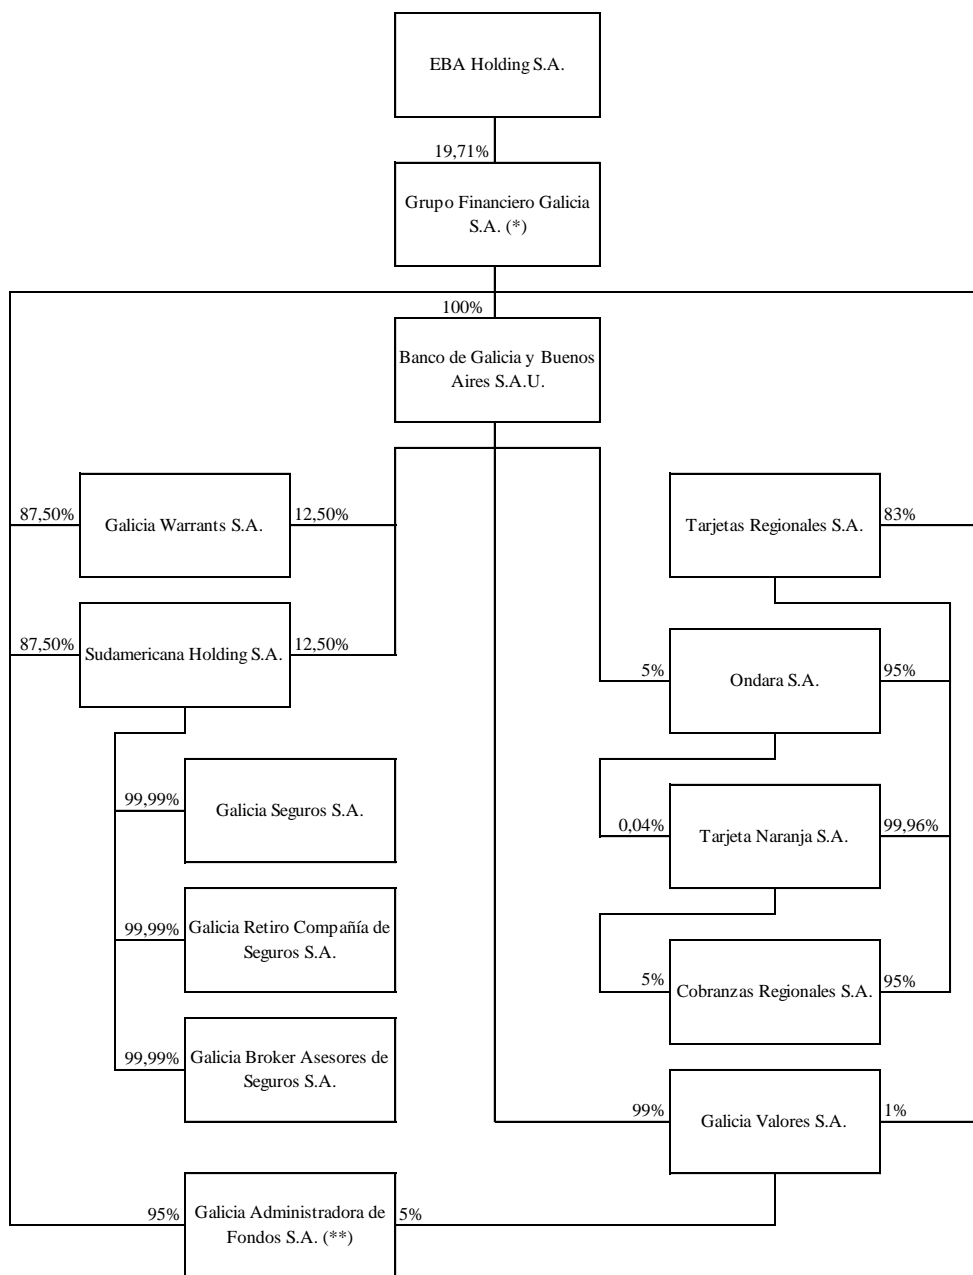 EBA Holding S.A.
19,71%
Grupo Financiero Galicia
S.A. (*)
100%
Banco de Galicia y Buenos
Aires S.A.U.
87,50%
Galicia Warrants S.A.
12,50%
Tarjetas Regionales S.A.
83%
87,50%
Sudamericana Holding S.A.
12,50%
5%
Ondara S.A.
95%
99,99%
Galicia Seguros S.A.
0,04%
Tarjeta Naranja S.A.
99,96%
99,99%
Galicia Retiro Compañía de
Seguros S.A.
5%
Cobranzas Regionales S.A.
95%
99,99%
Galicia Broker Asesores de
Seguros S.A.
99%
Galicia Valores S.A.
1%
95%
Galicia Administradora de
Fondos S.A. (**)
5%